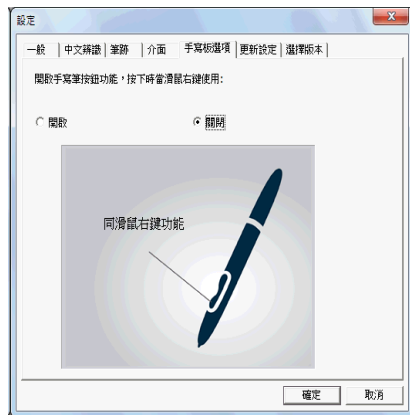 設定
一般 中文辨識 筆跡 介面 手寫板選項 更新設定 選擇版本
開啟手寫筆按鈕功能，按下時當滑鼠右鍵使用:
開啟 關閉
同滑鼠右鍵功能
確定 取消